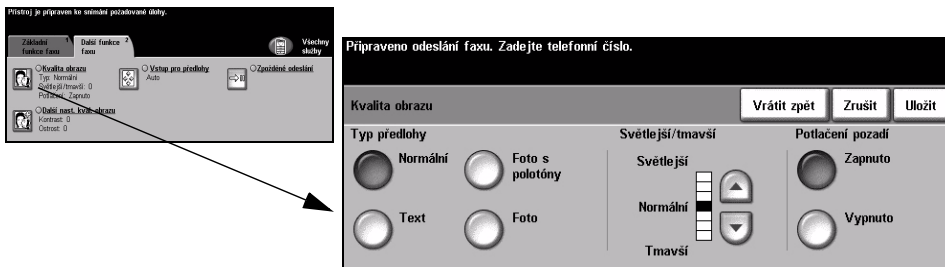 Přístroj je připraven ke snímání požadované úlohy.
Základní funkce faxu 1
Další funkce faxu 2
Všechny služby
Kvalita obrazu
Typ: Normální
Světlejší/tmavší: 0
Potlačení: Zapnuto
Vstup pro předlohy
Auto
Zpožděné odeslání
Další nast. kval. obrazu
Kontrast: 0
Ostrost: 0
Připraveno odeslání faxu. Zadejte telefonní číslo.
Kvalita obrazu
Vrátit zpět
Zrušit
Uložit
Typ předlohy
Světlejší/tmavší
Potlačení pozadí
Normální
Foto s
polotóny
Světlejší
Zapnuto
Normální
Text
Foto
Vypnuto
Tmavší